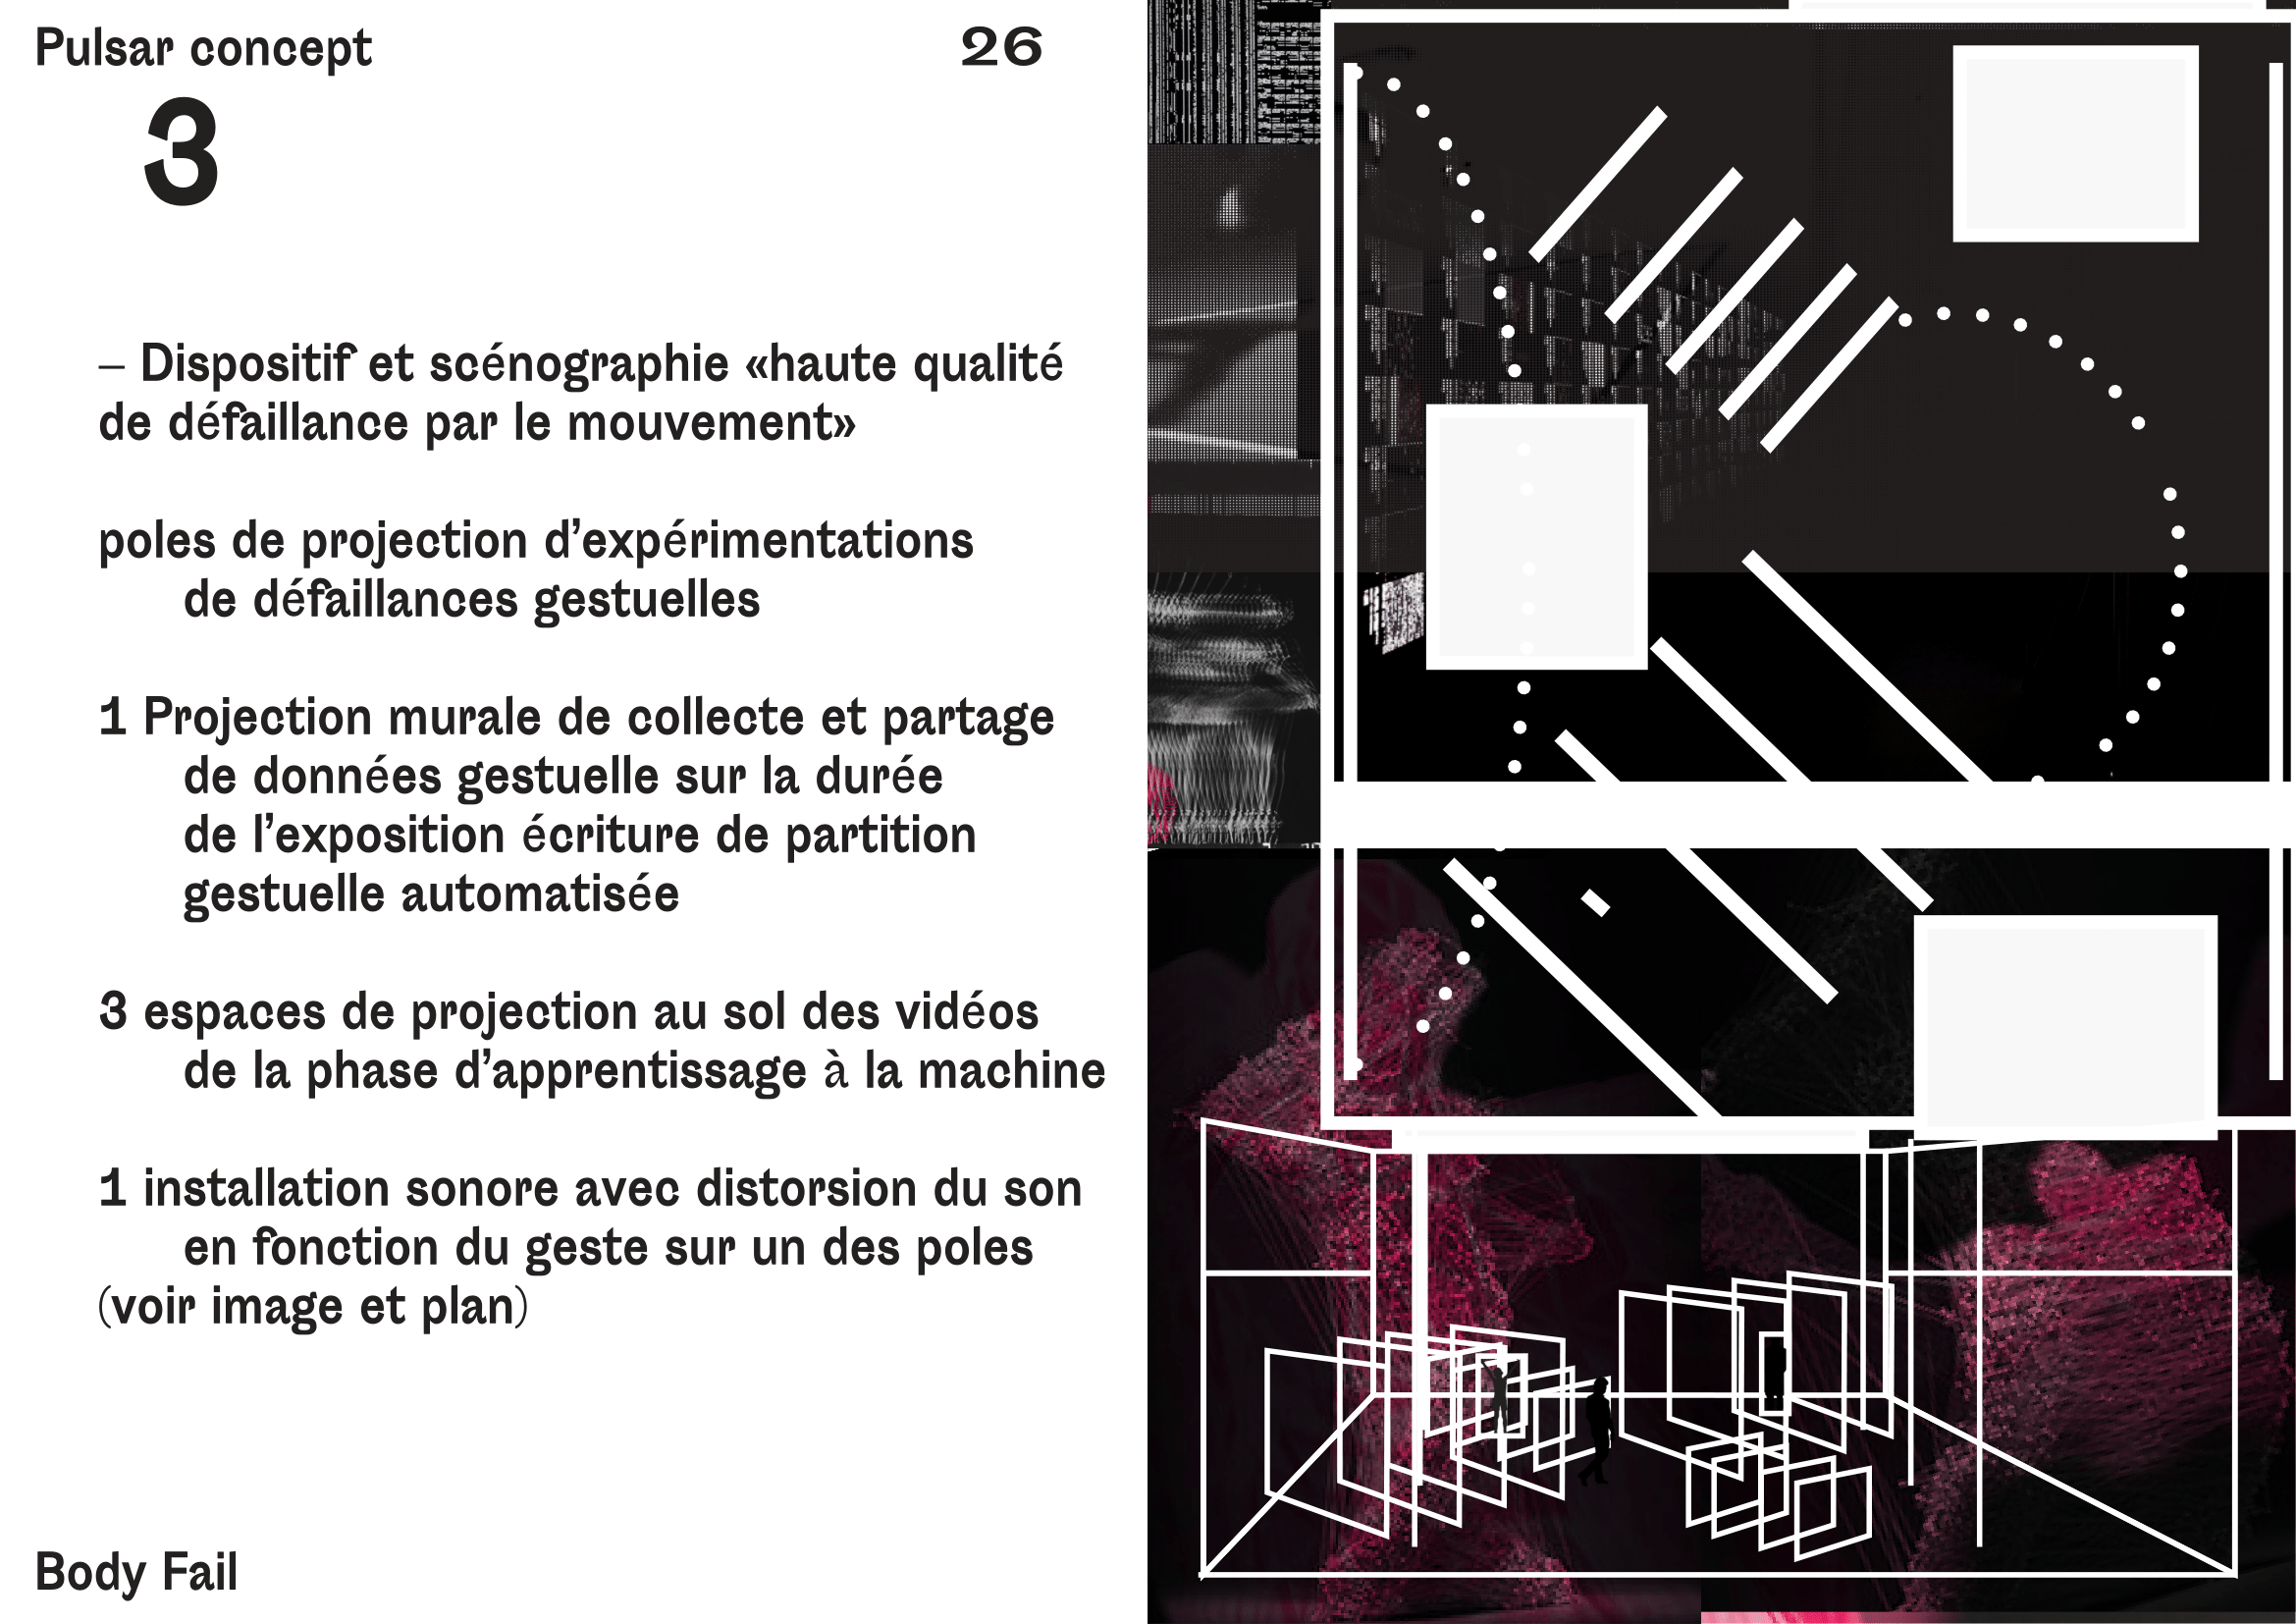 Pulsar concept
26
3
– Dispositif et scénographie «haute qualité
de défaillance par le mouvement»
poles de projection d’expérimentations
de défaillances gestuelles
1 Projection murale de collecte et partage
de données gestuelle sur la durée
de l’exposition écriture de partition
gestuelle automatisée
3 espaces de projection au sol des vidéos
de la phase d’apprentissage à la machine
1 installation sonore avec distorsion du son
en fonction du geste sur un des poles
(voir image et plan)
Body Fail